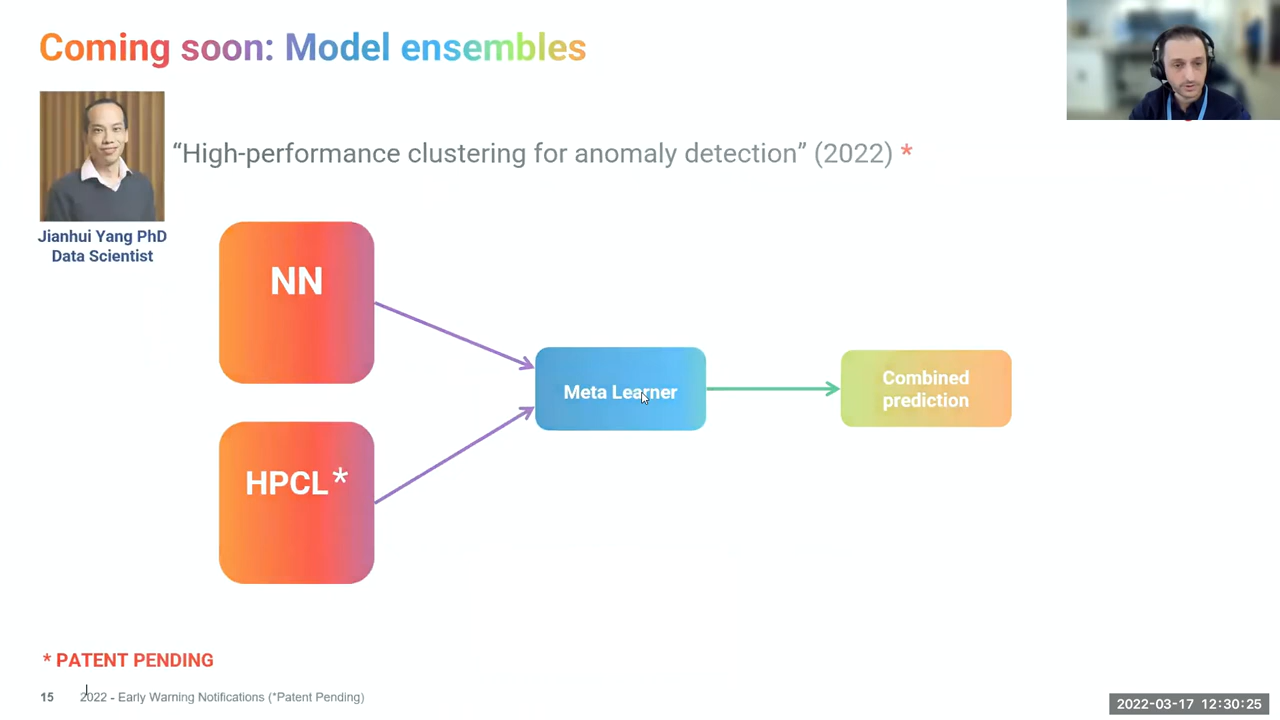 Coming soon: Model ensembles
“High-performance clustering for anomaly detection” (2022) *
Jianhui Yang PhD
Data Scientist
NN
HPCL*
Meta Learner
Combined
prediction
* PATENT PENDING
15 2022 - Early Warning Notifications (*Patent Pending)
2022-03-17 12:30:25